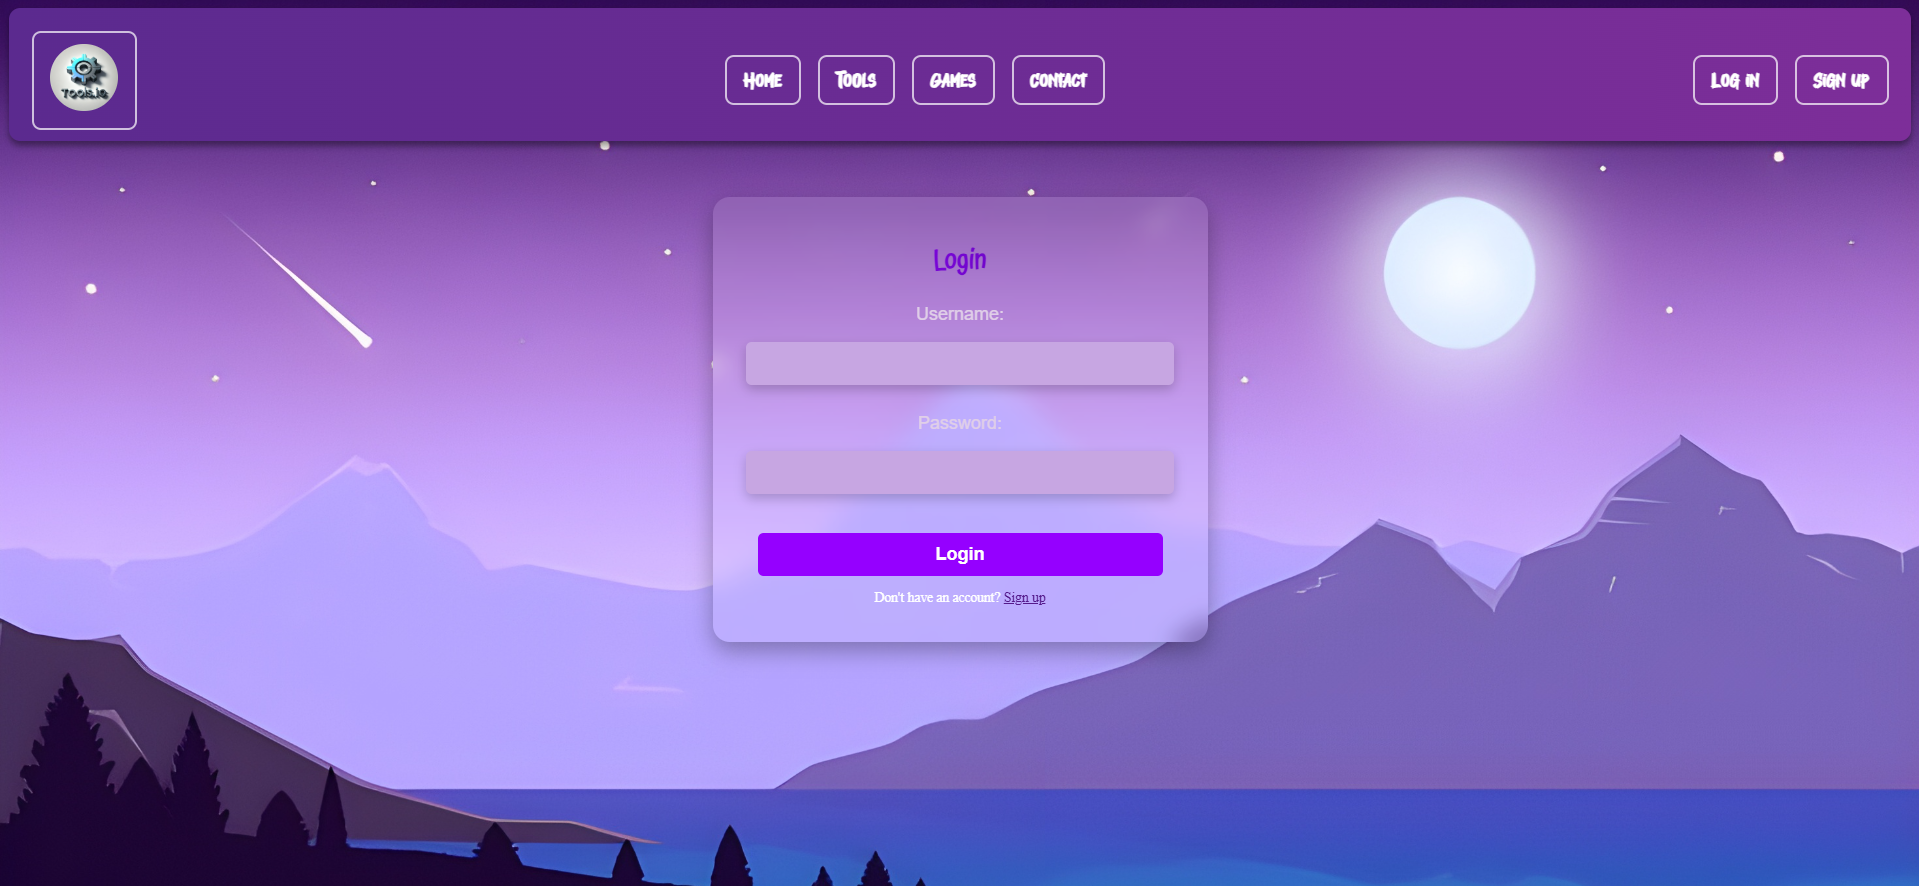 Tools.io
Home Tools Games Contact Log in Sign up
Login
Username:
Password:
Login
Don't have an account? Sign up